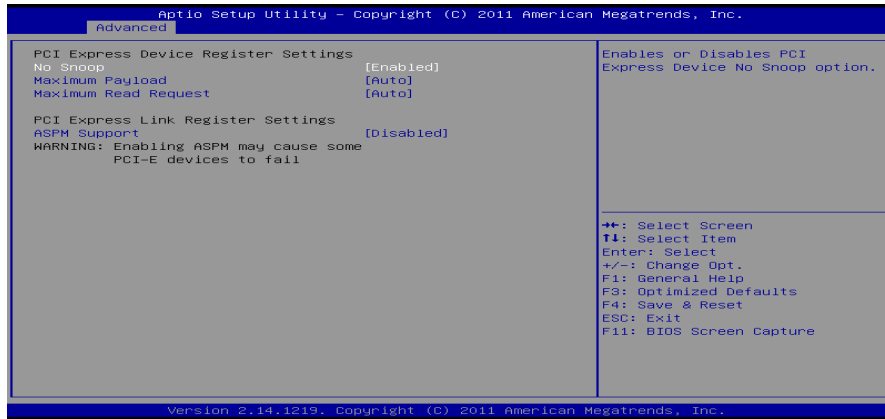 Aptio Setup Utility – Copyright (C) 2011 American Megatrends, Inc.
Advanced
PCI Express Device Register Settings
No Snoop [Enabled]
Maximum Payload [Auto]
Maximum Read Request [Auto]
PCI Express Link Register Settings
ASPM Support [Disabled]
WARNING: Enabling ASPM may cause some
PCI-E devices to fail
Enables or Disables PCI
Express Device No Snoop option.
→←: Select Screen
↑↓: Select Item
Enter: Select
+/-: Change Opt.
F1: General Help
F3: Optimized Defaults
F4: Save & Reset
ESC: Exit
F11: BIOS Screen Capture
Version 2.14.1219. Copyright (C) 2011 American Megatrends, Inc.